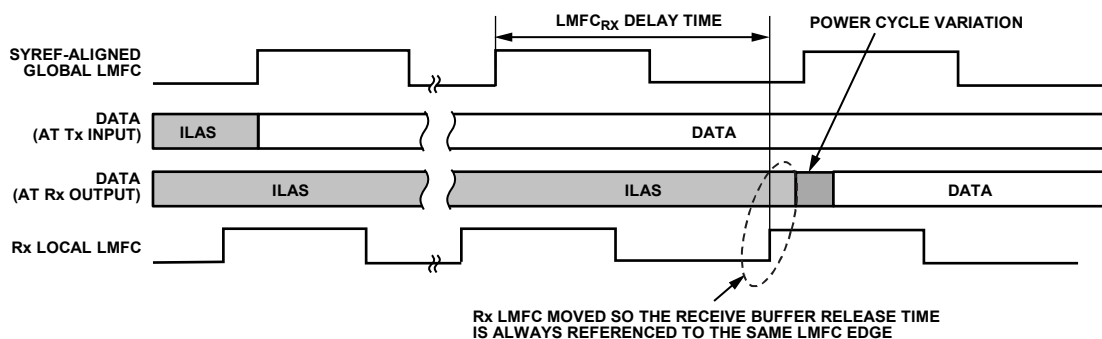 LMFCRX DELAY TIME
POWER CYCLE VARIATION
SYREF-ALIGNED
GLOBAL LMFC
DATA
(AT Tx INPUT)
ILAS
DATA
DATA
(AT Rx OUTPUT)
ILAS
ILAS
DATA
Rx LOCAL LMFC
Rx LMFC MOVED SO THE RECEIVE BUFFER RELEASE TIME
IS ALWAYS REFERENCED TO THE SAME LMFC EDGE